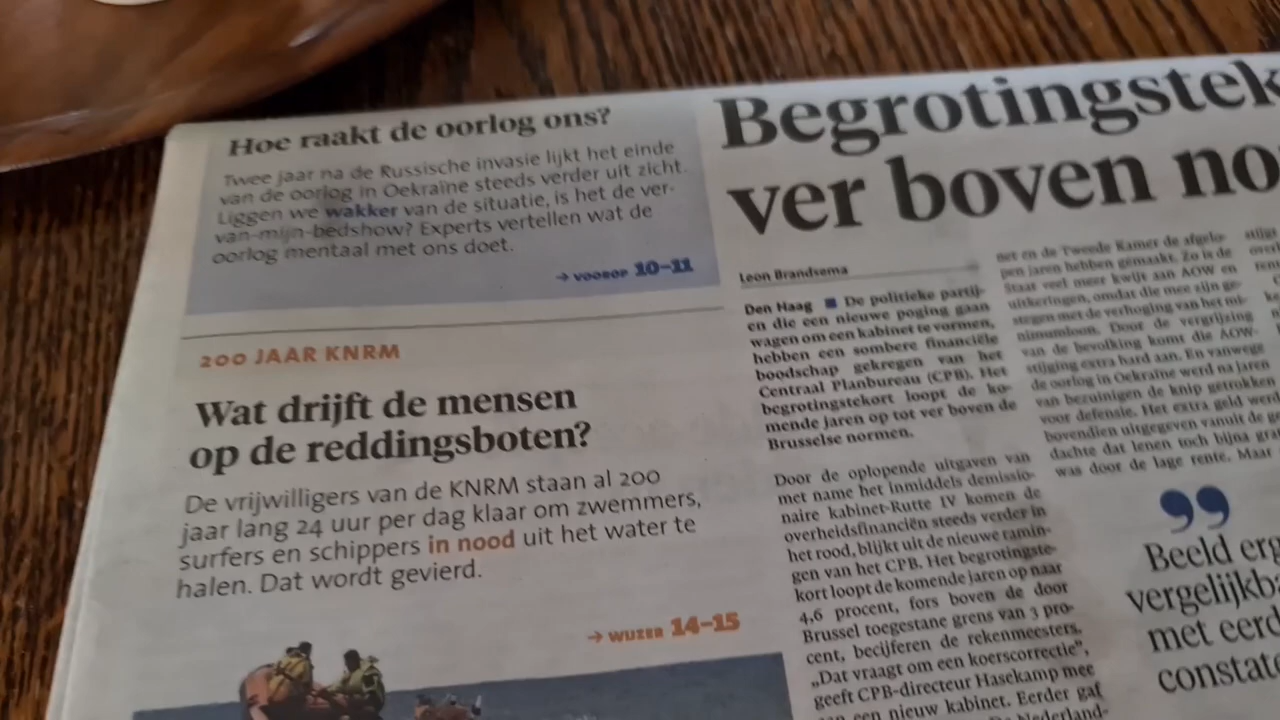 Hoe raakt de oorlog ons?
Twee jaar na de Russische invasie lijkt het einde
van de oorlog in Oekraïne steeds verder uit zicht.
Liggen we wakker van de situatie, is het de ver-
van-mijn-bedshow? Experts vertellen wat de
oorlog mentaal met ons doet.
→ VOOROP 10–11
200 JAAR KNRM
Wat drijft de mensen
op de reddingsboten?
De vrijwilligers van de KNRM staan al 200
jaar lang 24 uur per dag klaar om zwemmers,
surfers en schippers in nood uit het water te
halen. Dat wordt gevierd.
→ WIJZER 14–15
Begrotingstek
ver boven no
Leon Brandsema
Den Haag ■ De politieke partij-
en die een nieuwe poging gaan
wagen om een kabinet te vormen,
hebben een sombere financiële
boodschap gekregen van het
Centraal Planbureau (CPB). Het
begrotingstekort loopt de ko-
mende jaren op tot ver boven de
Brusselse normen.
Door de oplopende uitgaven van
met name het inmiddels demissio-
naire kabinet-Rutte IV komen de
overheidsfinanciën steeds verder in
het rood, blijkt uit de nieuwe ramin-
gen van het CPB. Het begrotingste-
kort loopt de komende jaren op naar
4,6 procent, fors boven de door
Brussel toegestane grens van 3 pro-
cent, becijferen de rekenmeesters.
„Dat vraagt om een koerscorrectie”,
geeft CPB-directeur Hasekamp mee
aan een nieuw kabinet. Eerder gaf
Nederland-
net en de Tweede Kamer de afgelo-
pen jaren hebben gemaakt. Zo is de
Staat veel meer kwijt aan AOW en
uitkeringen, omdat die mee zijn ge-
stegen met de verhoging van het mi-
nimumloon. Door de vergrijzing
van de bevolking komt die AOW-
stijging extra hard aan. En vanwege
de oorlog in Oekraïne werd na jaren
van bezuinigen de knip getrokken
voor defensie. Het extra geld werd
bovendien uitgegeven vanuit de ge-
dachte dat lenen toch bijna gra
was door de lage rente. Maar
stijgt
”
Beeld erg
vergelijkba
met eerd
constate